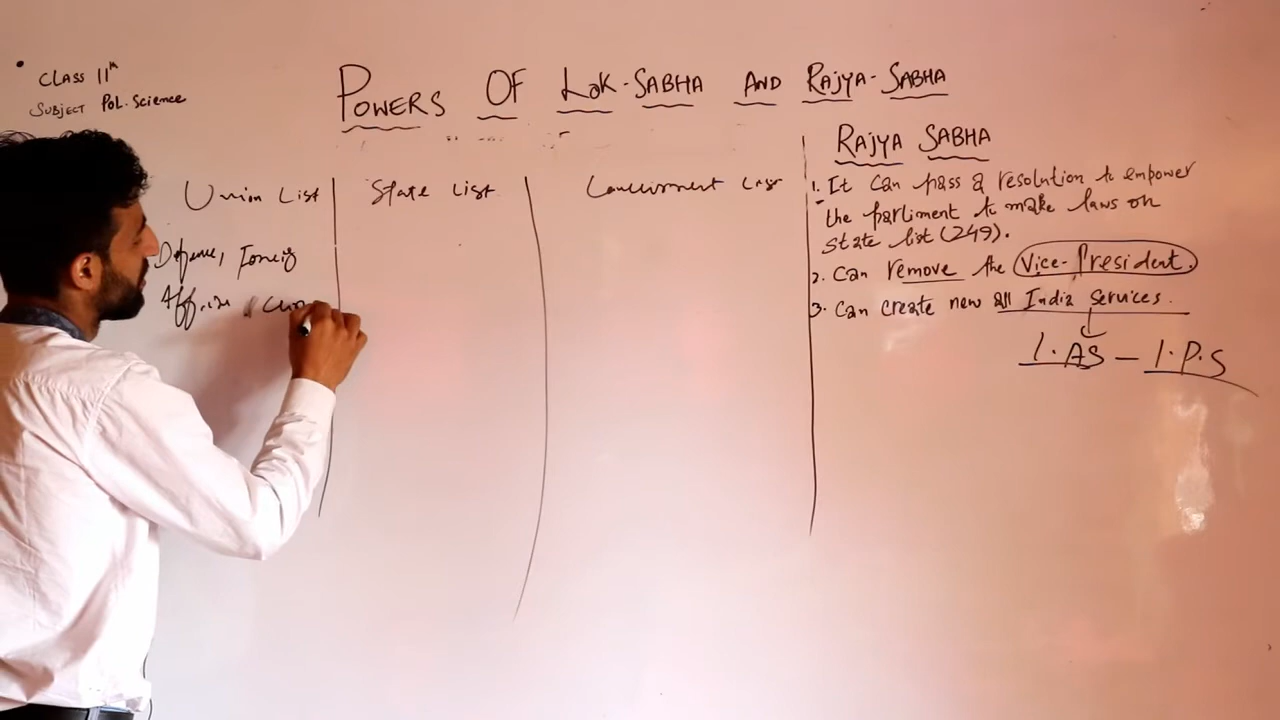 CLASS 11th
SUBJECT POL. SCIENCE
POWERS OF LOK-SABHA AND RAJYA-SABHA
Union List
State List
Concurrent List
Defence, Foreig
RAJYA SABHA
1. It can pass a resolution to empower
the parliment to make laws on
state list (249).
2. Can remove the Vice-President.
3. Can create new all India Services.
I.AS - I.P.S